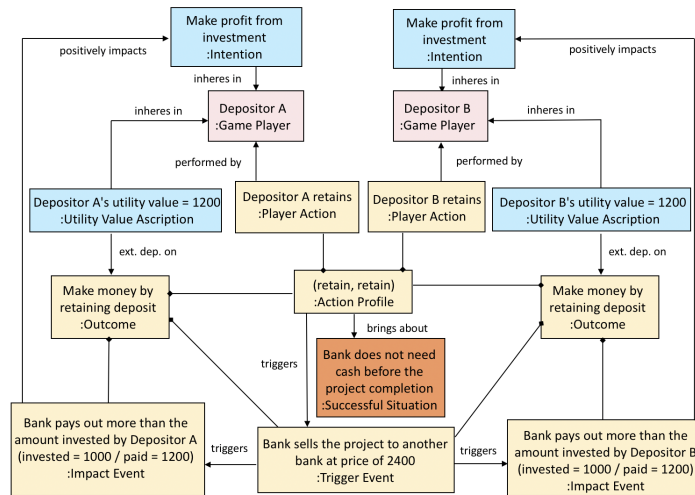 Make profit from
investment
:Intention
Make profit from
investment
:Intention
positively impacts
positively impacts
inheres in
inheres in
Depositor A
:Game Player
Depositor B
:Game Player
inheres in
inheres in
performed by
performed by
Depositor A's utility value = 1200
:Utility Value Ascription
Depositor A retains
:Player Action
Depositor B retains
:Player Action
Depositor B's utility value = 1200
:Utility Value Ascription
ext. dep. on
ext. dep. on
Make money by
retaining deposit
:Outcome
(retain, retain)
:Action Profile
Make money by
retaining deposit
:Outcome
brings about
triggers
Bank does not need
cash before the
project completion
:Successful Situation
Bank pays out more than the
amount invested by Depositor A
(invested = 1000 / paid = 1200)
:Impact Event
triggers
Bank sells the project to another
bank at price of 2400
:Trigger Event
triggers
Bank pays out more than the
amount invested by Depositor B
(invested = 1000 / paid = 1200)
:Impact Event